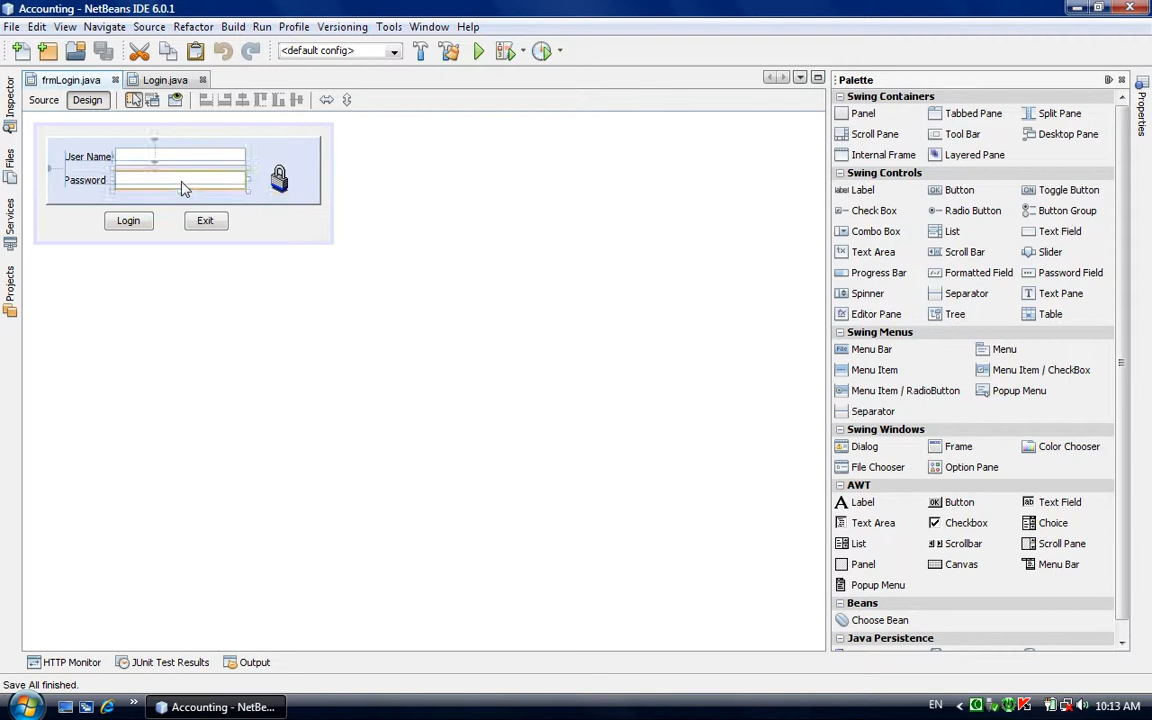 Accounting - NetBeans IDE 6.0.1
File Edit View Navigate Source Refactor Build Run Profile Versioning Tools Window Help
<default config>
frmLogin.java Login.java
Source Design
User Name
Password
Login Exit
Inspector
Files
Services
Projects
Palette
Swing Containers
Panel Tabbed Pane Split Pane
Scroll Pane Tool Bar Desktop Pane
Internal Frame Layered Pane
Swing Controls
Label Button Toggle Button
Check Box Radio Button Button Group
Combo Box List Text Field
Text Area Scroll Bar Slider
Progress Bar Formatted Field Password Field
Spinner Separator Text Pane
Editor Pane Tree Table
Swing Menus
Menu Bar Menu
Menu Item Menu Item / CheckBox
Menu Item / RadioButton Popup Menu
Separator
Swing Windows
Dialog Frame Color Chooser
File Chooser Option Pane
AWT
Label Button Text Field
Text Area Checkbox Choice
List Scrollbar Scroll Pane
Panel Canvas Menu Bar
Popup Menu
Beans
Choose Bean
Java Persistence
Properties
HTTP Monitor JUnit Test Results Output
Save All finished.
Accounting - NetBe... EN 10:13 AM